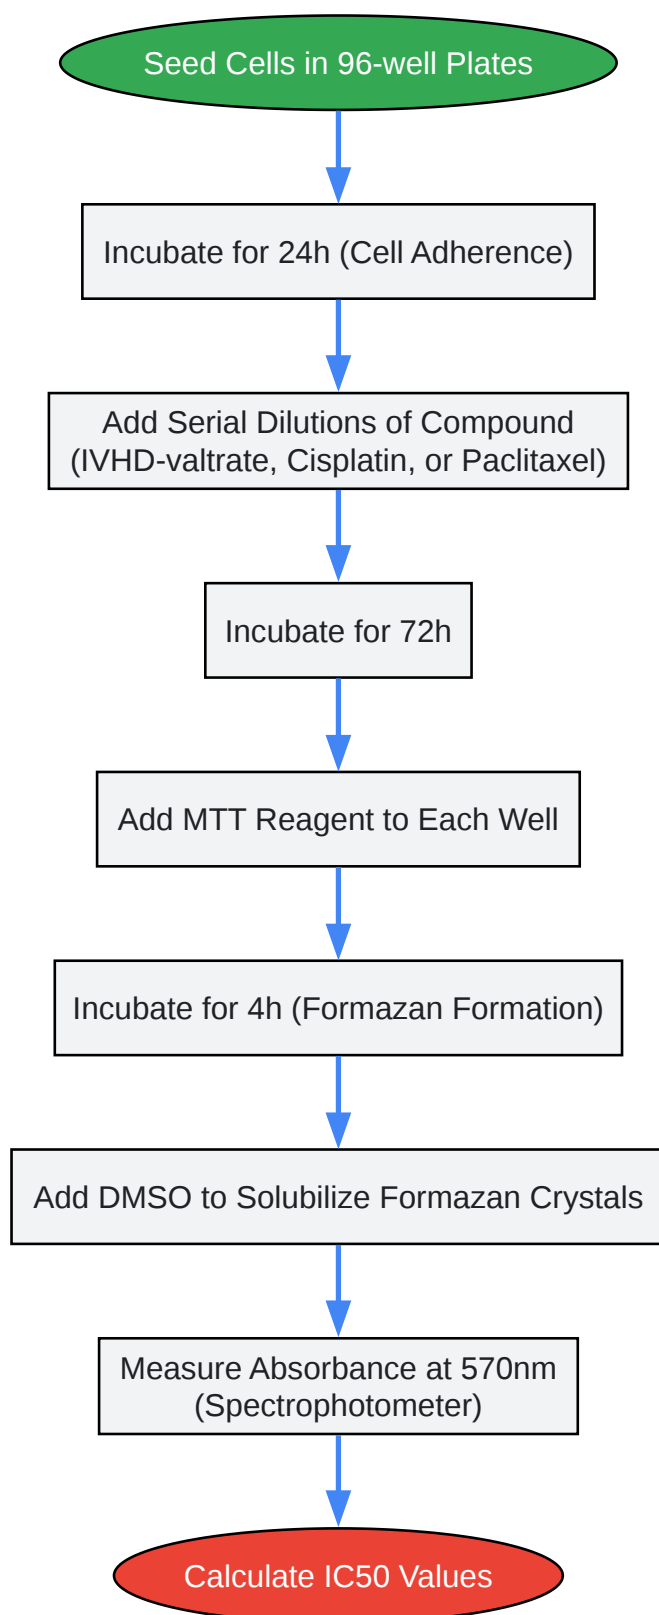 Seed Cells in 96-well Plates
Incubate for 24h (Cell Adherence)
Add Serial Dilutions of Compound
(IVHD-valtrate, Cisplatin, or Paclitaxel)
Incubate for 72h
Add MTT Reagent to Each Well
Incubate for 4h (Formazan Formation)
Add DMSO to Solubilize Formazan Crystals
Measure Absorbance at 570nm
(Spectrophotometer)
Calculate IC50 Values